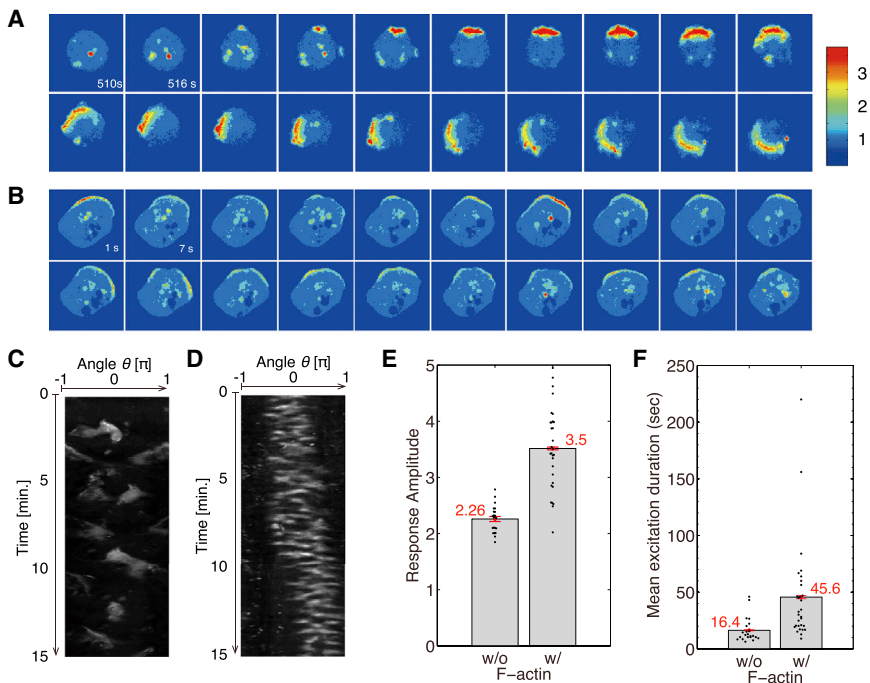 A
510s
516 s
3
2
1
B
1 s
7 s
C
Angle θ [π]
-1 0 1
0
5
10
15
Time [min.]
D
Angle θ [π]
-1 0 1
0
5
10
15
Time [min.]
E
5
4
3
2
1
0
Response Amplitude
2.26
3.5
w/o w/
F-actin
F
250
200
150
100
50
0
Mean excitation duration (sec)
16.4
45.6
w/o w/
F-actin